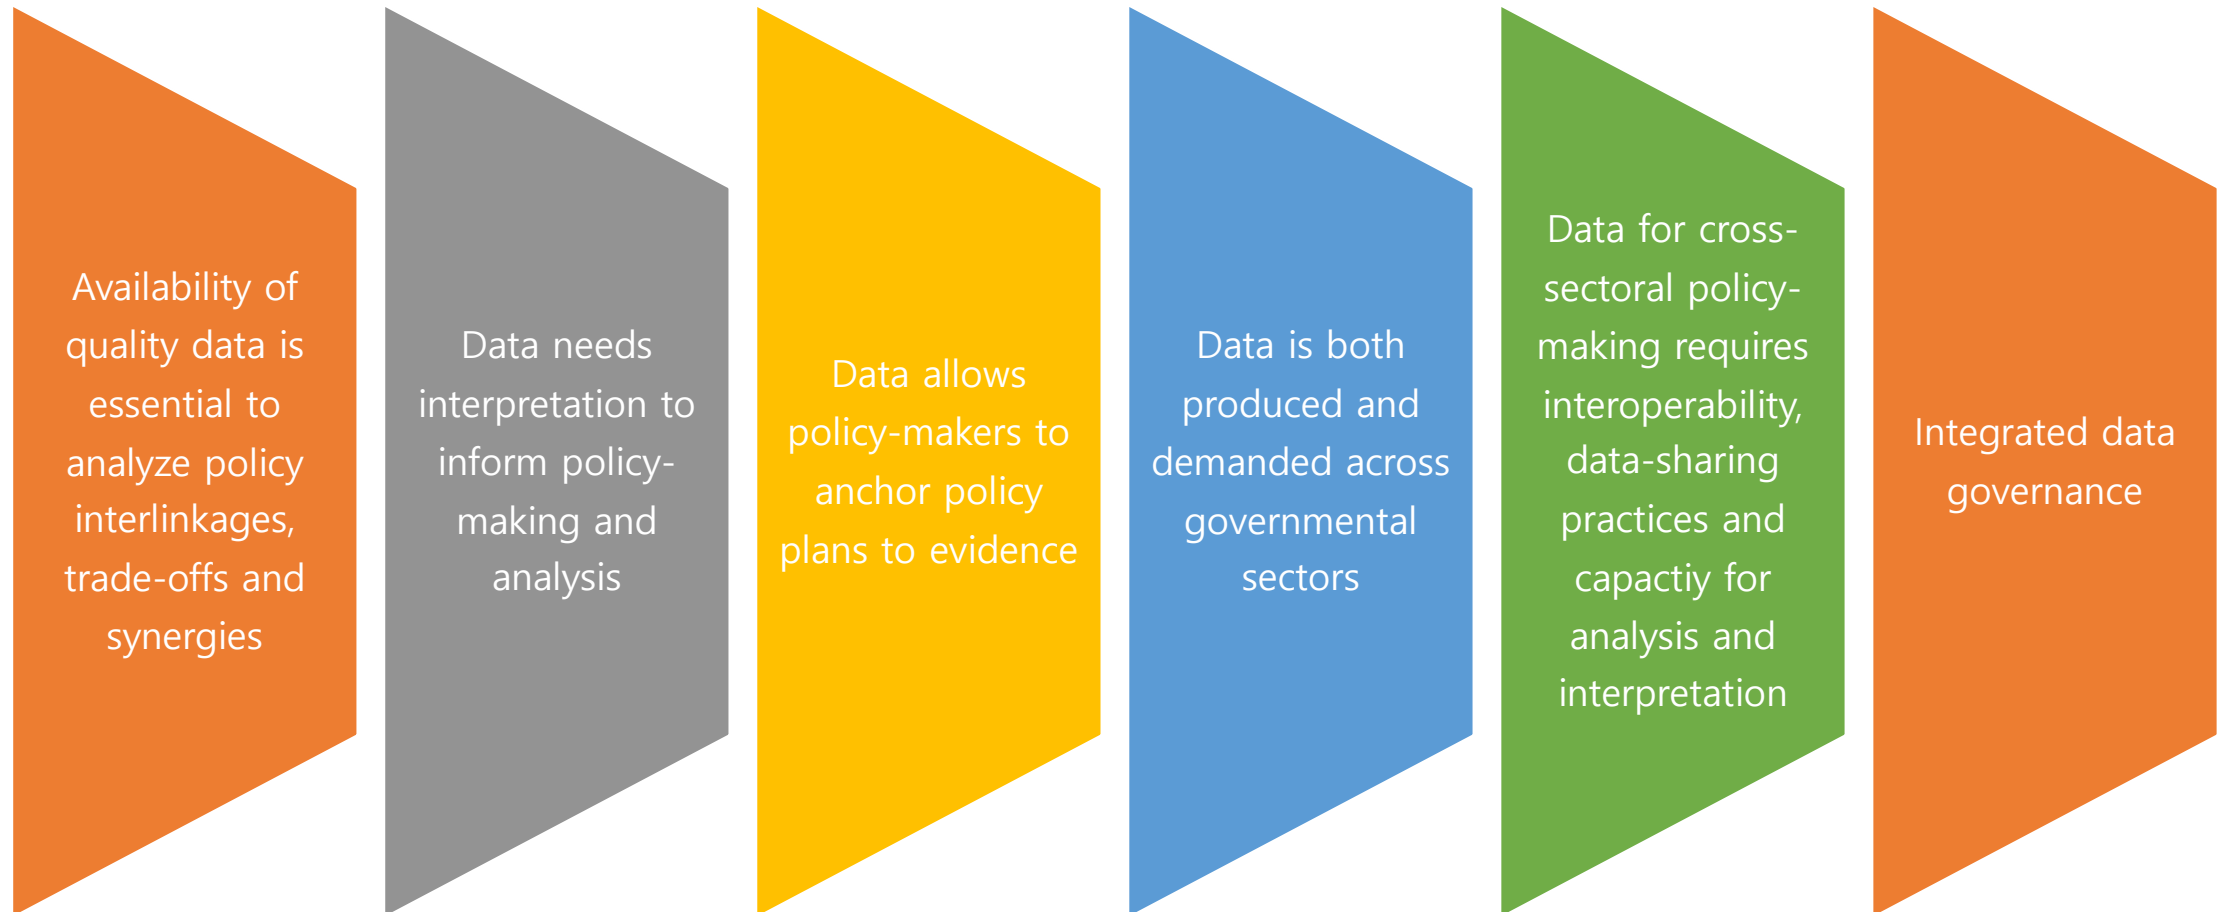 Availability of
quality data is
essential to
analyze policy
interlinkages,
trade-offs and
synergies
Data needs
interpretation to
inform policy-
making and
analysis
Data allows
policy-makers to
anchor policy
plans to evidence
Data is both
produced and
demanded across
governmental
sectors
Data for cross-
sectoral policy-
making requires
interoperability,
data-sharing
practices and
capactiy for
analysis and
interpretation
Integrated data
governance